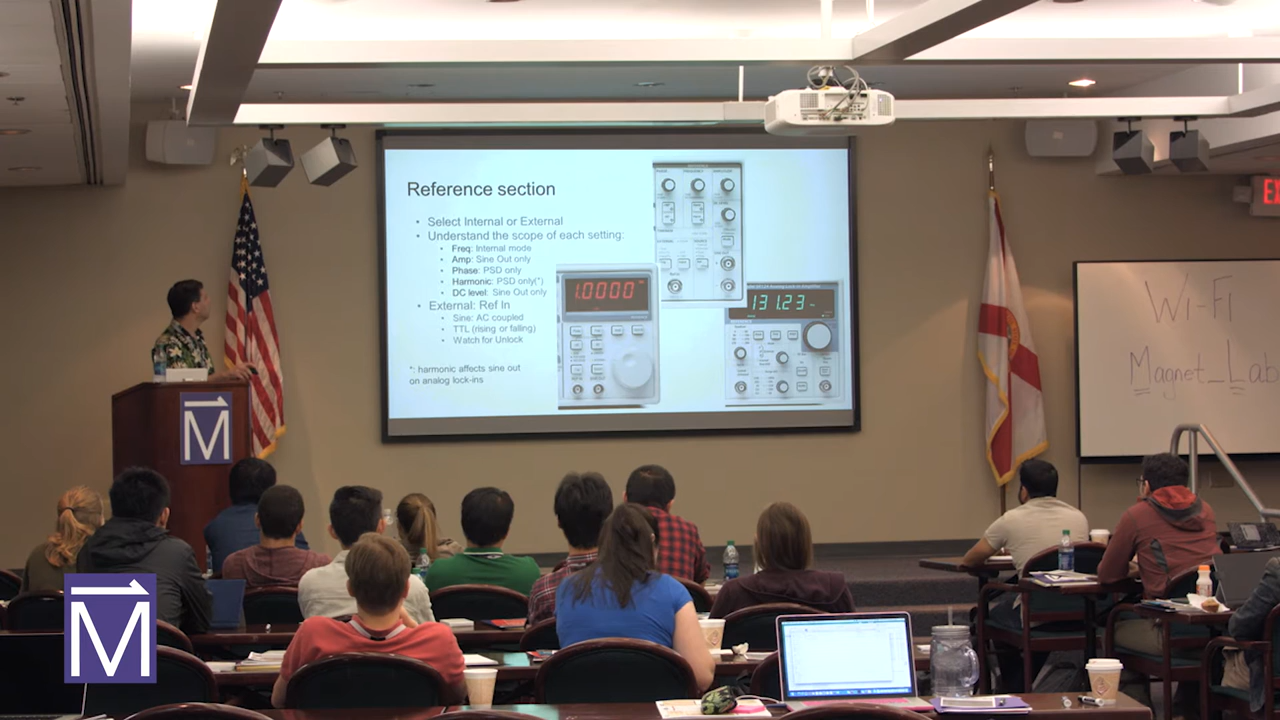 Reference section
• Select Internal or External
• Understand the scope of each setting:
• Freq: Internal mode
• Amp: Sine Out only
• Phase: PSD only
• Harmonic: PSD only(*)
• DC level: Sine Out only
• External: Ref In
• Sine: AC coupled
• TTL (rising or falling)
• Watch for Unlock
*: harmonic affects sine out
on analog lock-ins
1.0000
131.23
WI-FI
Magnet_Lab
EX
M
M